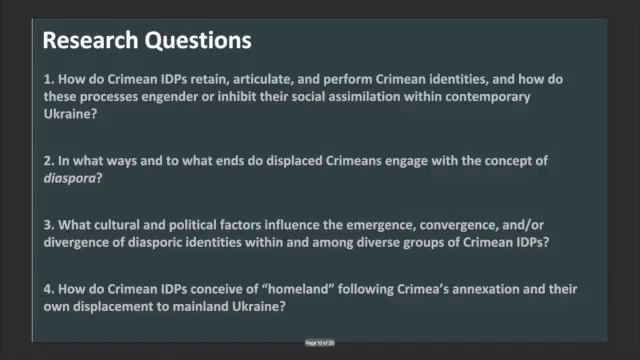 Research Questions
1. How do Crimean IDPs retain, articulate, and perform Crimean identities, and how do
these processes engender or inhibit their social assimilation within contemporary
Ukraine?
2. In what ways and to what ends do displaced Crimeans engage with the concept of
diaspora?
3. What cultural and political factors influence the emergence, convergence, and/or
divergence of diasporic identities within and among diverse groups of Crimean IDPs?
4. How do Crimean IDPs conceive of “homeland” following Crimea’s annexation and their
own displacement to mainland Ukraine?
Page 10 of 26